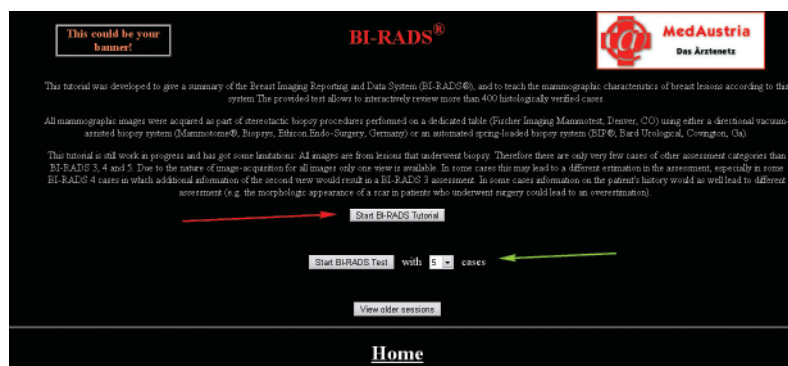 This could be your
banner!
BI-RADS®
MedAustria
Das Ärztenetz
This tutorial was developed to give a summary of the Breast Imaging Reporting and Data System (BI-RADS®), and to teach the mammographic characteristics of breast lesions according to this
system The provided test allows to interactively review more than 400 histologically verified cases.
All mammographic images were acquired as part of stereotactic biopsy procedures performed on a dedicated table (Fischer Imaging Mammotest, Denver, CO) using either a directional vacuum-
assisted biopsy system (Mammotome®, Biopsys, Ethicon Endo-Surgery, Germany) or an automated spring-loaded biopsy system (BIP®, Bard Urological, Covington, Ga).
This tutorial is still work in progress and has got some limitations: All images are from lesions that underwent biopsy. Therefore there are only very few cases of other assessment categories than
BI-RADS 3, 4 and 5. Due to the nature of image-acquisition for all images only one view is available. In some cases this may lead to a different estimation in the assessment, especially in some
BI-RADS 4 cases in which additional information of the second view would result in a BI-RADS 3 assessment. In some cases information on the patient's history would as well lead to different
assessment (e.g. the morphologic appearance of a scar in patients who underwent surgery could lead to an overestimation).
Start BI-RADS Tutorial
Start BI-RADS Test with 5 cases
View older sessions
Home